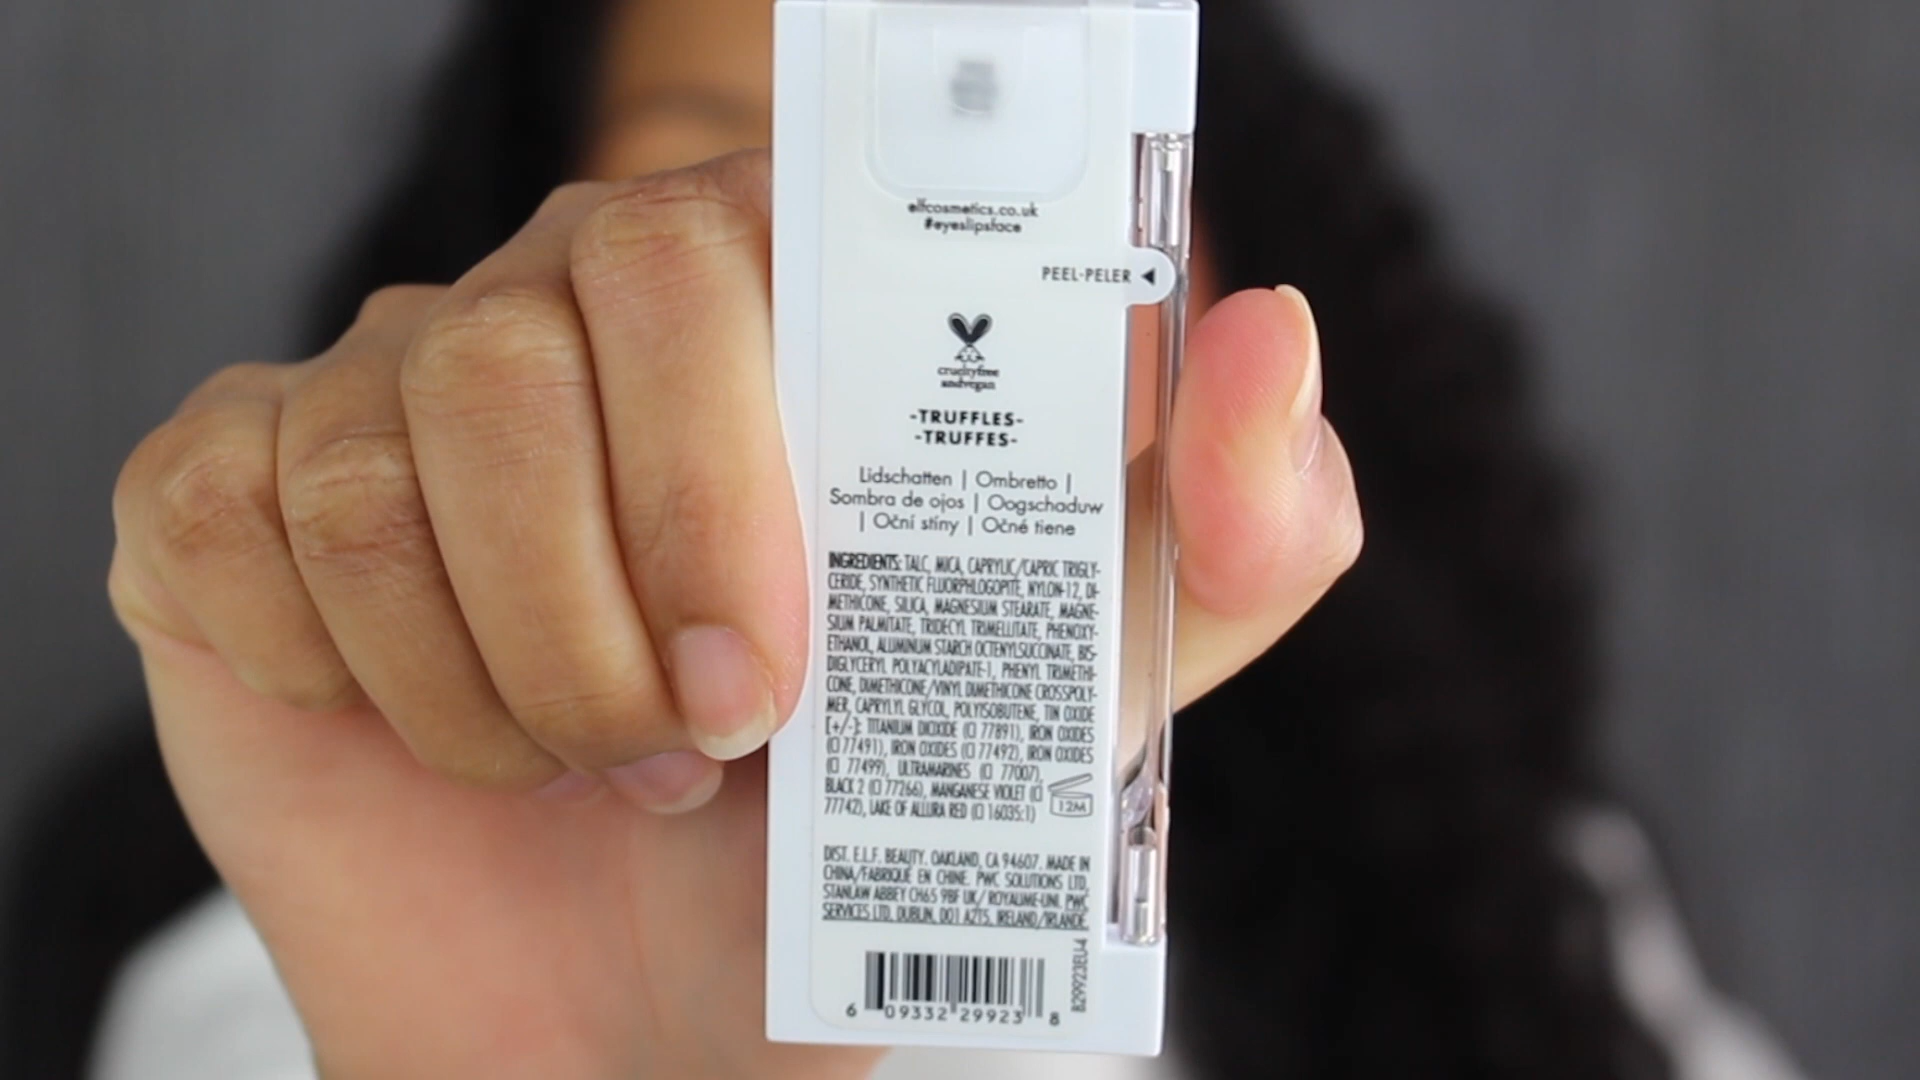 elfcosmetics.co.uk
#eyeslipsface
PEEL-PELER
crueltyfree
andvegan
-TRUFFLES-
-TRUFFES-
Lidschatten | Ombretto |
Sombra de ojos | Oogschaduw
| Oční stíny | Očné tiene
INGREDIENTS: TALC, MICA, CAPRYLIC/CAPRIC TRIGLY-
CERIDE, SYNTHETIC FLUORPHLOGOPITE, NYLON-12, DI-
METHICONE, SILICA, MAGNESIUM STEARATE, MAGNE-
SIUM PALMITATE, TRIDECYL TRIMELLITATE, PHENOXY-
ETHANOL, ALUMINUM STARCH OCTENYLSUCCINATE, BIS-
DIGLYCERYL POLYACYLADIPATE-1, PHENYL TRIMETHI-
CONE, DIMETHICONE/VINYL DIMETHICONE CROSSPOLY-
MER, CAPRYLYL GLYCOL, POLYISOBUTENE, TIN OXIDE
[+/-]: TITANIUM DIOXIDE (CI 77891), IRON OXIDES
(CI 77491), IRON OXIDES (CI 77492), IRON OXIDES
(CI 77499), ULTRAMARINES (CI 77007),
BLACK 2 (CI 77266), MANGANESE VIOLET (CI
77742), LAKE OF ALLURA RED (CI 16035:1)
12M
DIST. E.L.F. BEAUTY. OAKLAND, CA 94607. MADE IN
CHINA/FABRIQUÉ EN CHINE. PWC SOLUTIONS LTD,
STANLAW ABBEY CH65 9BF UK/ ROYAUME-UNI. PWC
SERVICES LTD. DUBLIN, D01 A2T5, IRELAND/IRLANDE.
B29923EU-4
6 09332 29923 8